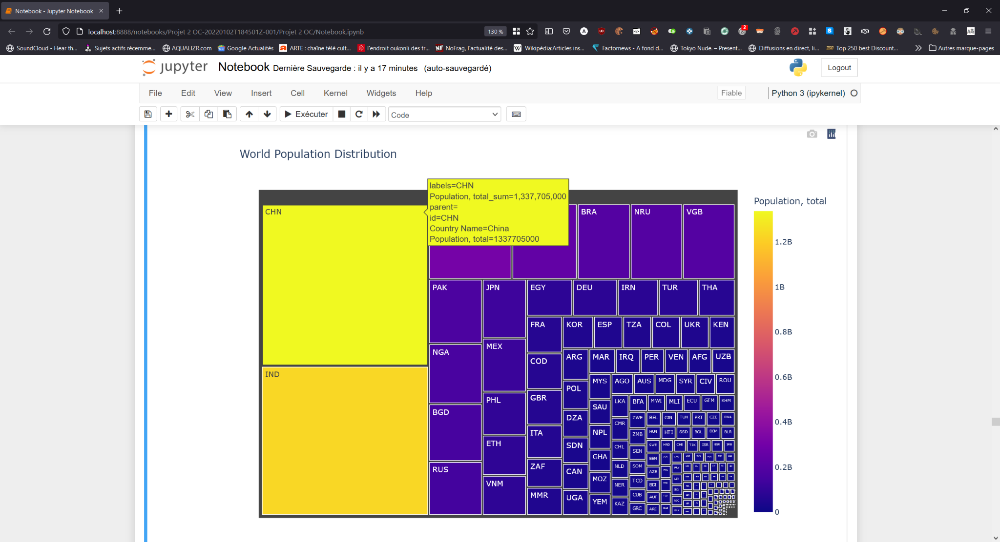 Notebook - Jupyter Notebook
localhost:8888/notebooks/Projet 2 OC-20220102T184501Z-001/Projet 2 OC/Notebook.ipynb
130 %
2
SoundCloud - Hear th...
Sujets actifs récemme...
AQUALIZR.com
Google Actualités
ARTE : chaîne télé cult...
l'endroit oukonli des tr...
NoFrag, l'actualité des...
Wikipédia:Articles ins...
Factornews - A fond d...
Tokyo Nude. – Present...
Diffusions en direct, li...
Top 250 best Discount...
Autres marque-pages
jupyter
Notebook Dernière Sauvegarde : il y a 17 minutes (auto-sauvegardé)
Logout
File Edit View Insert Cell Kernel Widgets Help
Fiable
Python 3 (ipykernel)
Exécuter
Code
World Population Distribution
labels=CHN
Population, total_sum=1,337,705,000
parent=
id=CHN
Country Name=China
Population, total=1337705000
CHN
BRA NRU VGB
PAK JPN EGY DEU IRN TUR THA
FRA KOR ESP TZA COL UKR KEN
NGA MEX COD ARG MAR IRQ PER VEN AFG UZB
IND
MYS AGO AUS MDG SYR CIV ROU
POL
PHL GBR SAU LKA BFA MWI MLI ECU GTM KHM
BGD DZA CMR ZWE BEL GIN TUN PRT CZE RWA
ITA NPL ZMB HUN HTI SSD BOL DOM BLR
ETH SDN CHL SEN SWE HND CHE TJK ISR BGR SRB
GHA BEN
RUS ZAF CAN NLD SOM AZE PRY
VNM MOZ NER TCD BDI LBY
MMR UGA YEM KAZ CUB AUT SLV
GRC ARE NIC
Population, total
1.2B
1B
0.8B
0.6B
0.4B
0.2B
0